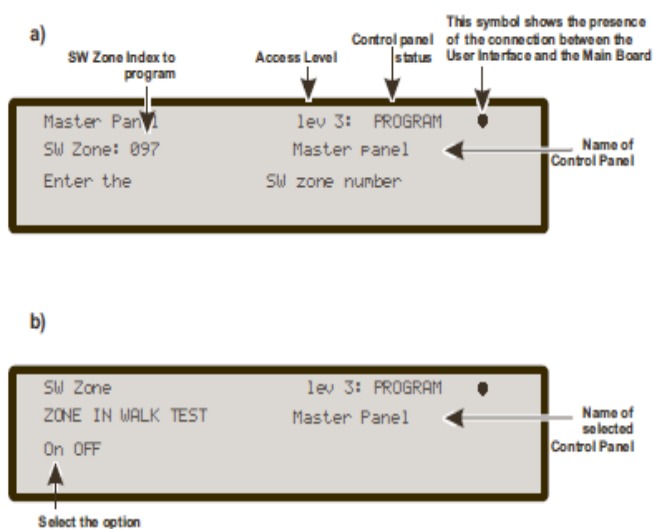 a)
SW Zone Index to
program
Access Level
Control panel
status
This symbol shows the presence
of the connection between the
User Interface and the Main Board
Master Panel lev 3: PROGRAM
SW Zone: 097 Master panel
Name of
Control Panel
Enter the SW zone number
b)
SW Zone lev 3: PROGRAM
ZONE IN WALK TEST Master Panel
Name of
selected
Control Panel
On OFF
Select the option